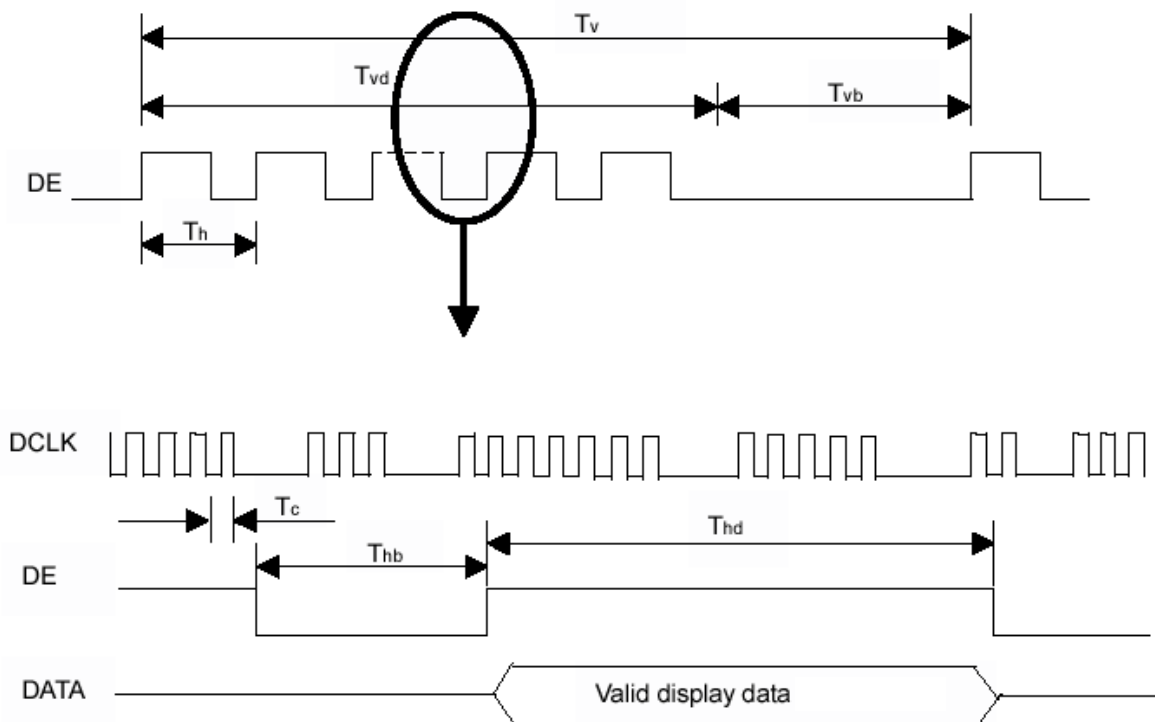 Tv
Tvd
Tvb
DE
Th
DCLK
Tc
Thb
Thd
DE
DATA
Valid display data